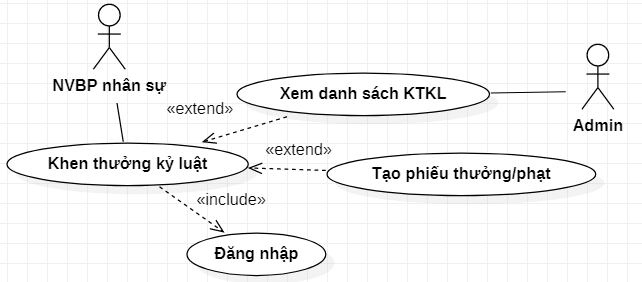 NVBP nhân sự
Xem danh sách KTKL
Admin
«extend»
«extend»
Khen thưởng kỷ luật
Tạo phiếu thưởng/phạt
«include»
Đăng nhập